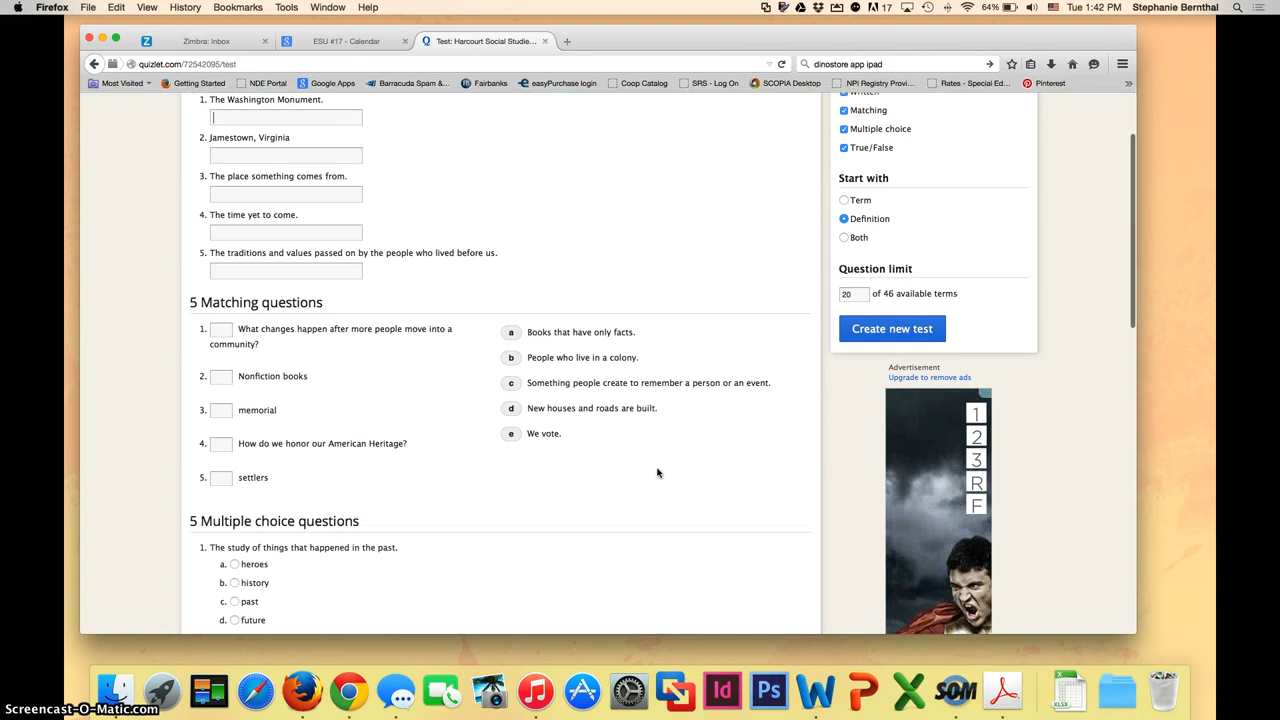 Firefox File Edit View History Bookmarks Tools Window Help 17 64% Tue 1:42 PM Stephanie Bernthal
Zimbra: Inbox ESU #17 - Calendar Test: Harcourt Social Studie...
quizlet.com/72542095/test dinostore app ipad
Most Visited Getting Started NDE Portal Google Apps Barracuda Spam &... Fairbanks easyPurchase login Coop Catalog SRS - Log On SCOPIA Desktop NPI Registry Provi... Rates - Special Ed... Pinterest
1. The Washington Monument.
2. Jamestown, Virginia
3. The place something comes from.
4. The time yet to come.
5. The traditions and values passed on by the people who lived before us.
5 Matching questions
1. What changes happen after more people move into a
community?
2. Nonfiction books
3. memorial
4. How do we honor our American Heritage?
5. settlers
a Books that have only facts.
b People who live in a colony.
c Something people create to remember a person or an event.
d New houses and roads are built.
e We vote.
5 Multiple choice questions
1. The study of things that happened in the past.
a. heroes
b. history
c. past
d. future
Written
Matching
Multiple choice
True/False
Start with
Term
Definition
Both
Question limit
20 of 46 available terms
Create new test
Advertisement
Upgrade to remove ads
1
2
3
R
F
Id Ps W P X SOM
XLSX
Screencast-O-Matic.com